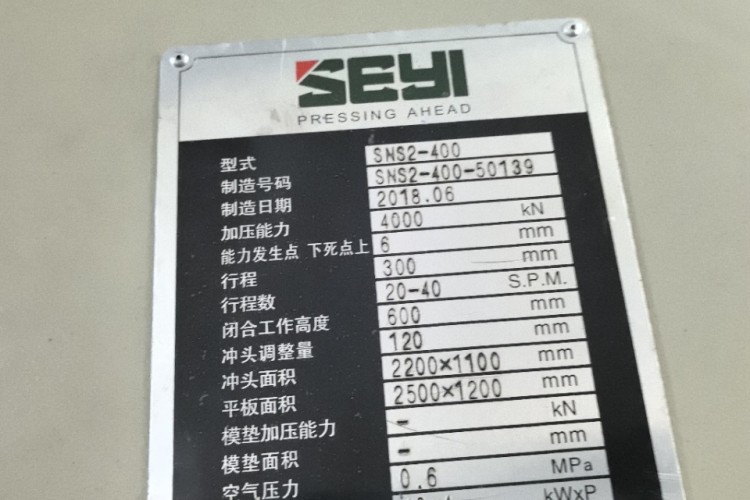 SEYI
PRESSING AHEAD
型式 SNS2-400
制造号码 SNS2-400-50139
制造日期 2018.06
加压能力 4000 kN
能力发生点 下死点上 6 mm
行程 300 mm
行程数 20-40 S.P.M.
闭合工作高度 600 mm
冲头调整量 120 mm
冲头面积 2200×1100 mm
平板面积 2500×1200 mm
模垫加压能力 - kN
模垫面积 - mm
空气压力 0.6 MPa
kWxP